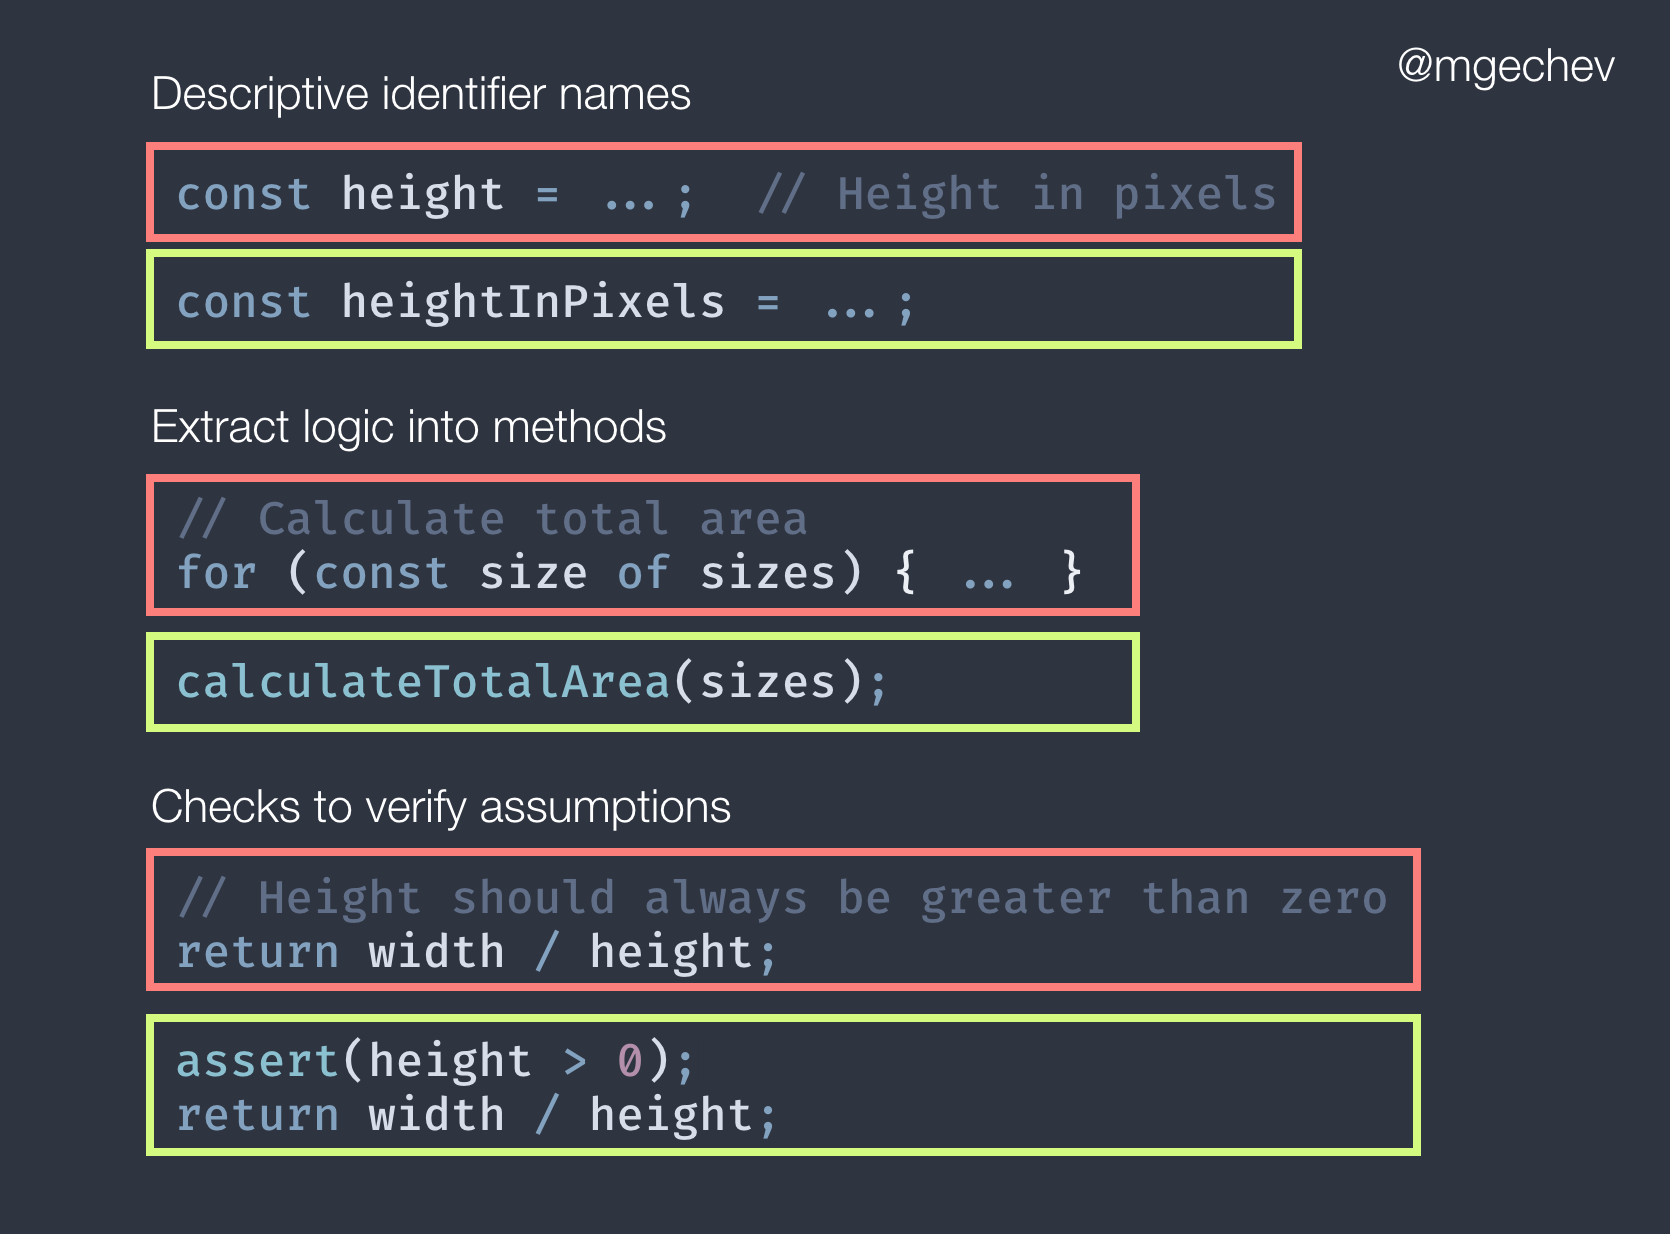 @mgechev
Descriptive identifier names
const height = ...; // Height in pixels
const heightInPixels = ...;
Extract logic into methods
// Calculate total area
for (const size of sizes) { ... }
calculateTotalArea(sizes);
Checks to verify assumptions
// Height should always be greater than zero
return width / height;
assert(height > 0);
return width / height;